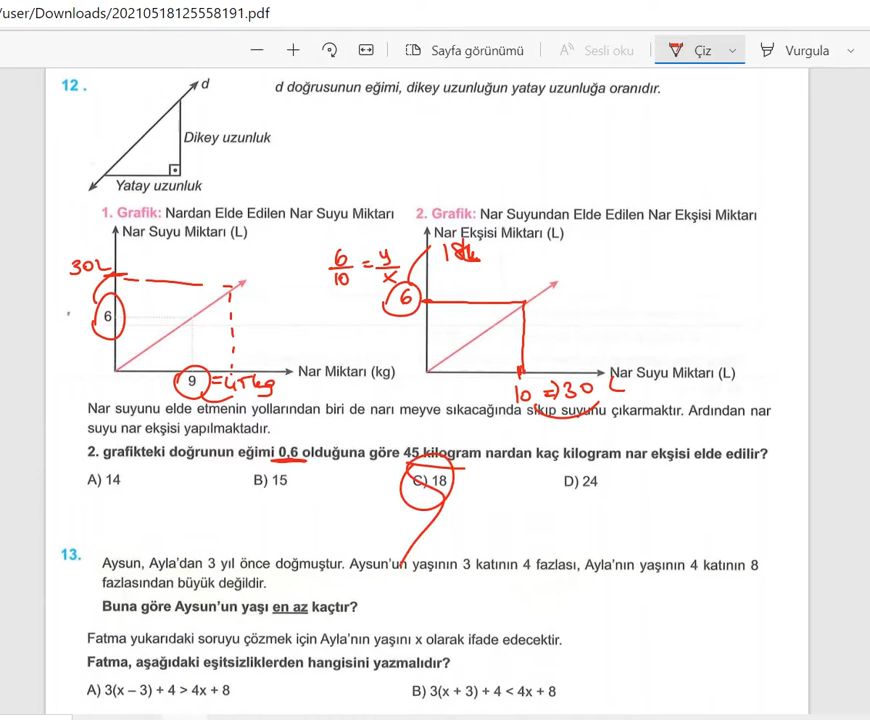 /user/Downloads/20210518125558191.pdf
Sayfa görünümü
Sesli oku
Çiz
Vurgula
12 .
d
d doğrusunun eğimi, dikey uzunluğun yatay uzunluğa oranıdır.
Dikey uzunluk
Yatay uzunluk
1. Grafik: Nardan Elde Edilen Nar Suyu Miktarı
Nar Suyu Miktarı (L)
30L
6
9 = 45 kg
Nar Miktarı (kg)
2. Grafik: Nar Suyundan Elde Edilen Nar Ekşisi Miktarı
Nar Ekşisi Miktarı (L)
6/10 = y/x
18
6
Nar Suyu Miktarı (L)
10 => 30 L
Nar suyunu elde etmenin yollarından biri de narı meyve sıkacağında sıkıp suyunu çıkarmaktır. Ardından nar
suyu nar ekşisi yapılmaktadır.
2. grafikteki doğrunun eğimi 0,6 olduğuna göre 45 kilogram nardan kaç kilogram nar ekşisi elde edilir?
A) 14 B) 15 C) 18 D) 24
13.
Aysun, Ayla'dan 3 yıl önce doğmuştur. Aysun'un yaşının 3 katının 4 fazlası, Ayla'nın yaşının 4 katının 8
fazlasından büyük değildir.
Buna göre Aysun'un yaşı en az kaçtır?
Fatma yukarıdaki soruyu çözmek için Ayla'nın yaşını x olarak ifade edecektir.
Fatma, aşağıdaki eşitsizliklerden hangisini yazmalıdır?
A) 3(x – 3) + 4 > 4x + 8 B) 3(x + 3) + 4 < 4x + 8